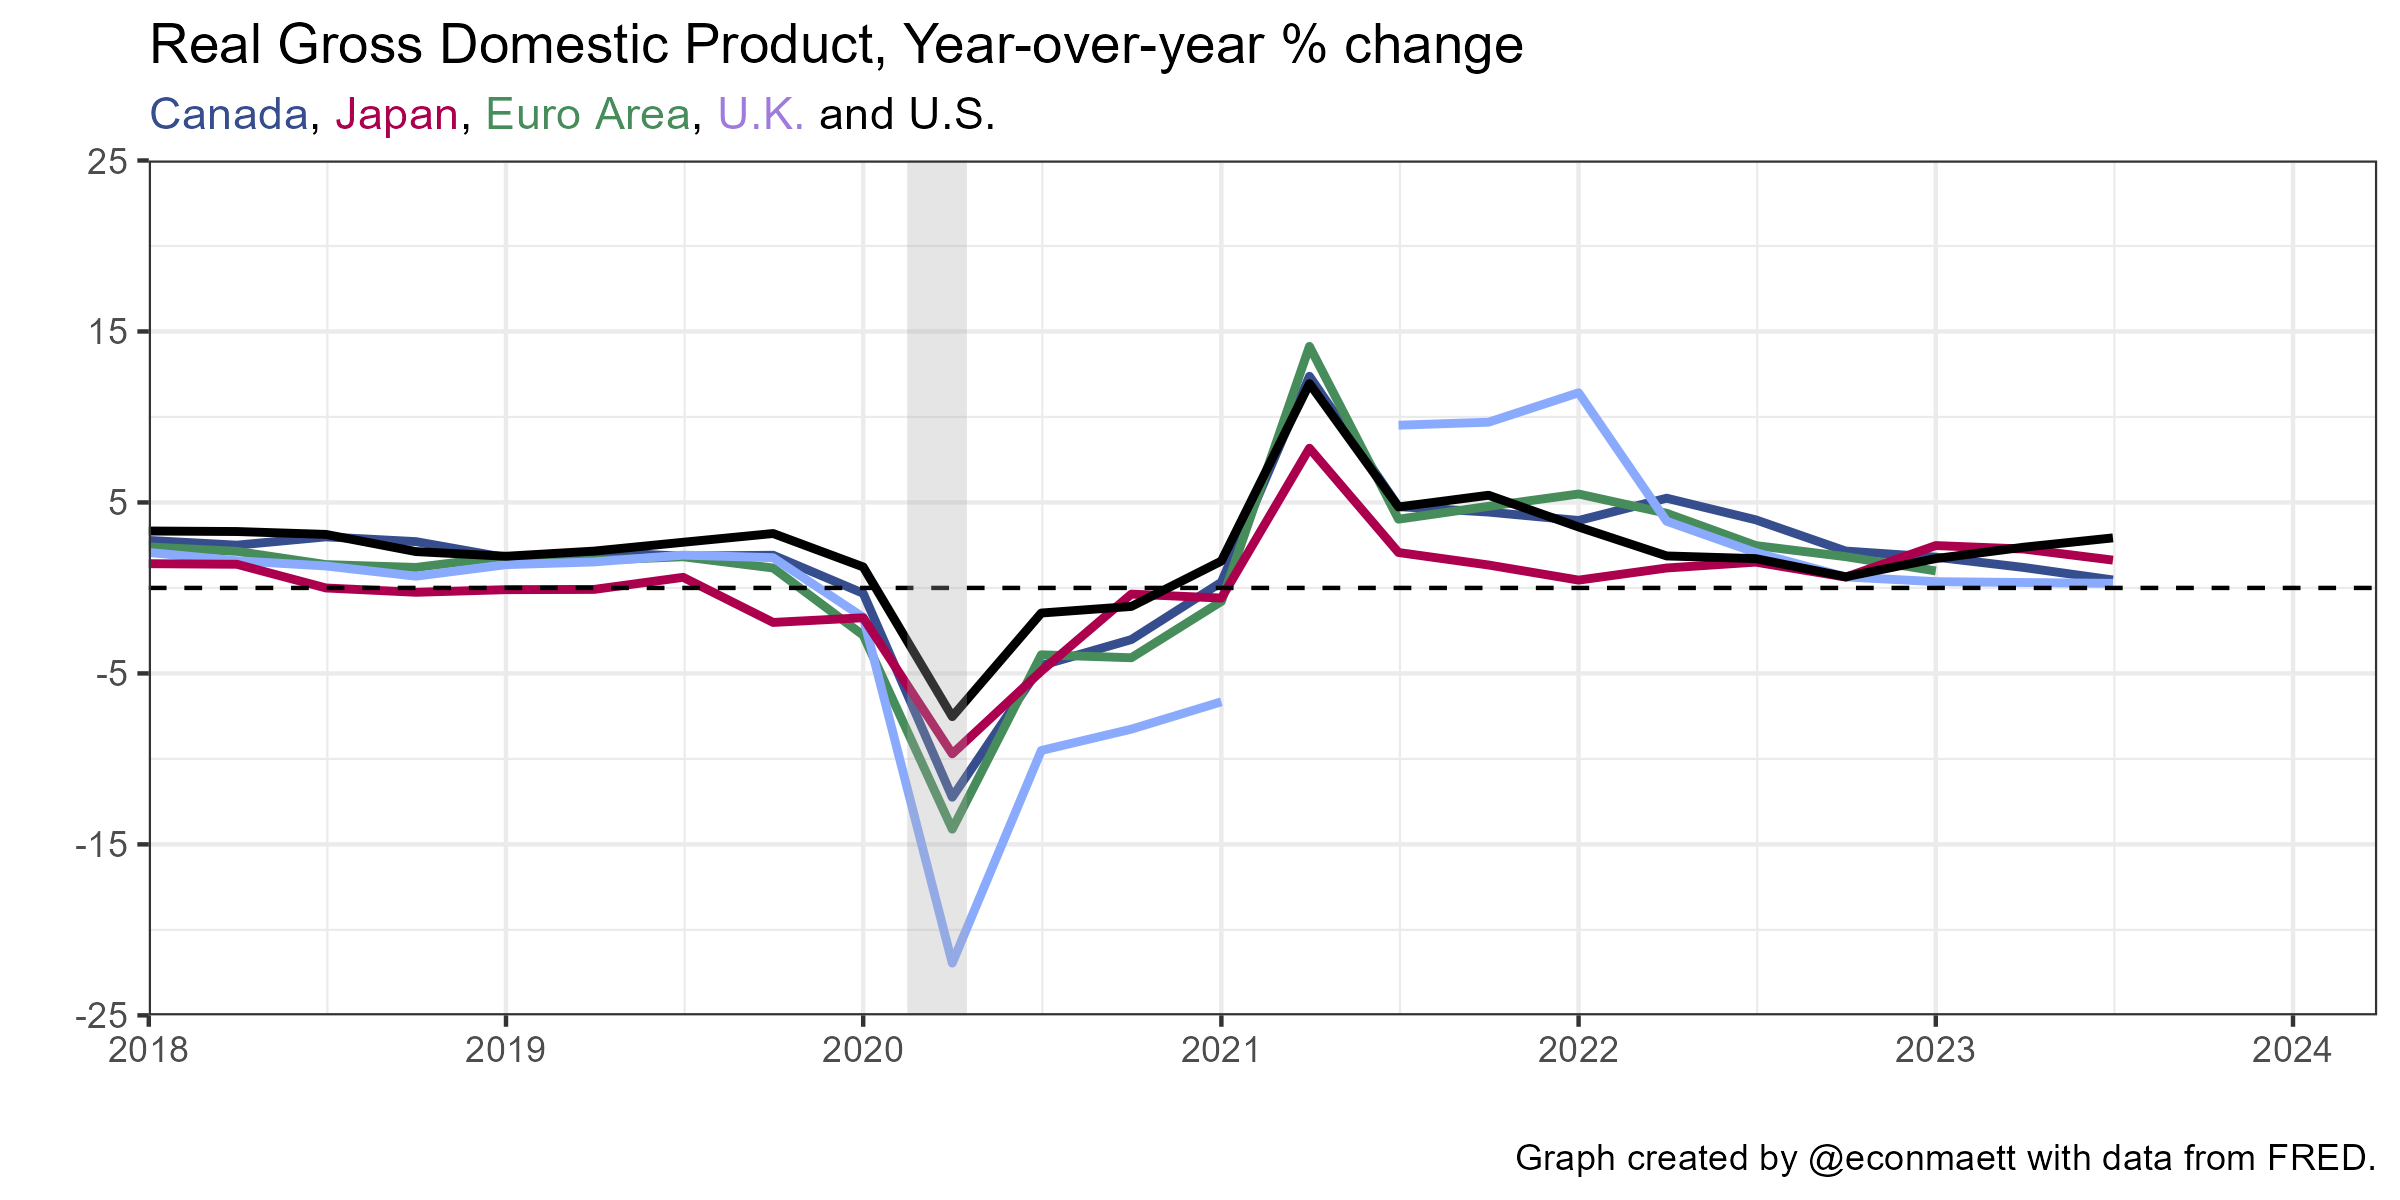 Real Gross Domestic Product, Year-over-year % change
Canada, Japan, Euro Area, U.K. and U.S.
25
15
5
-5
-15
-25
2018 2019 2020 2021 2022 2023 2024
Graph created by @econmaett with data from FRED.